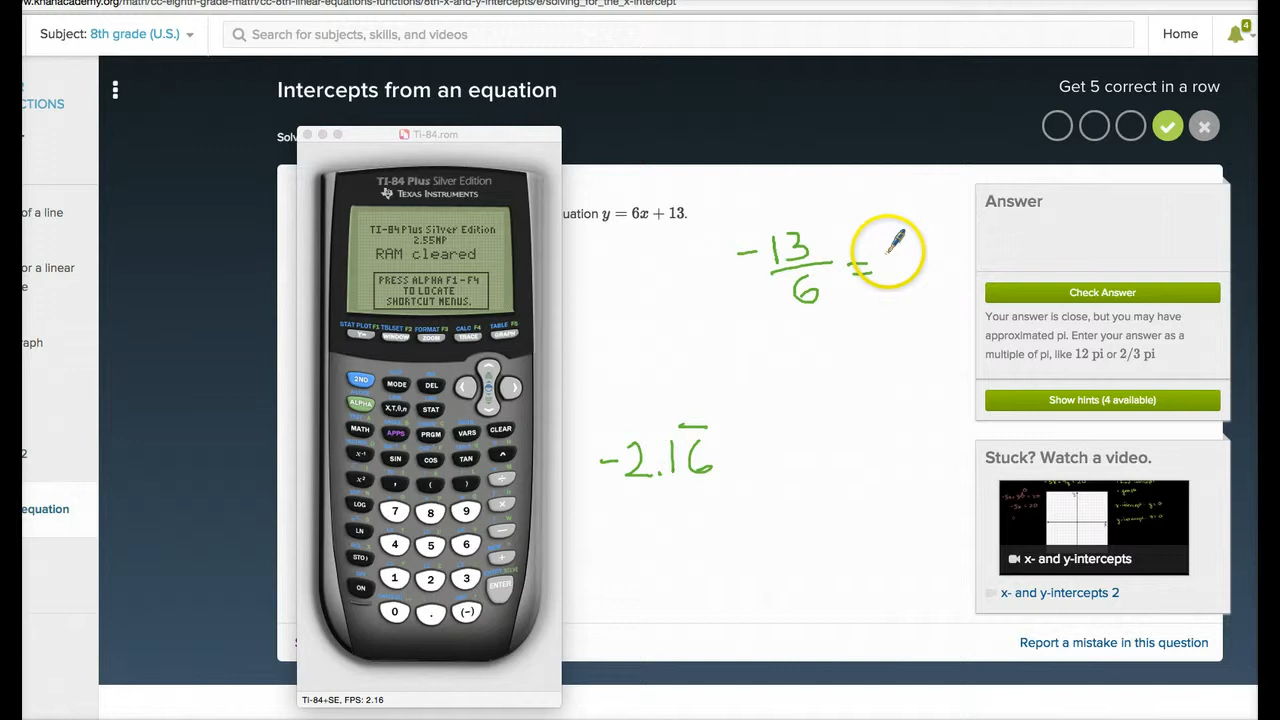 w.khanacademy.org/math/cc-eighth-grade-math/cc-8th-linear-equations-functions/8th-x-and-y-intercepts/e/solving_for_the_x-intercept
Subject: 8th grade (U.S.)
Search for subjects, skills, and videos
Home
4
CTIONS
of a line
or a linear
raph
2
equation
Intercepts from an equation
Get 5 correct in a row
Solv
Ti-84.rom
TI-84 Plus Silver Edition
TEXAS INSTRUMENTS
TI-84 Plus Silver Edition
2.55MP
RAM cleared
PRESS ALPHA F1-F4
TO LOCATE
SHORTCUT MENUS.
STAT PLOT F1 TBLSET F2 FORMAT F3 CALC F4 TABLE F5
Y= WINDOW ZOOM TRACE GRAPH
2ND MODE DEL
ALPHA X,T,θ,n STAT
MATH APPS PRGM VARS CLEAR
x⁻¹ SIN COS TAN ^
x² , ( ) ÷
LOG 7 8 9 ×
LN 4 5 6 −
STO› 1 2 3 +
ON 0 . (−) ENTER
Ti-84+SE, FPS: 2.16
uation y = 6x + 13.
-13
6
=
-2.16
Answer
Check Answer
Your answer is close, but you may have
approximated pi. Enter your answer as a
multiple of pi, like 12 pi or 2/3 pi
Show hints (4 available)
Stuck? Watch a video.
x- and y-intercepts
x- and y-intercepts 2
Report a mistake in this question